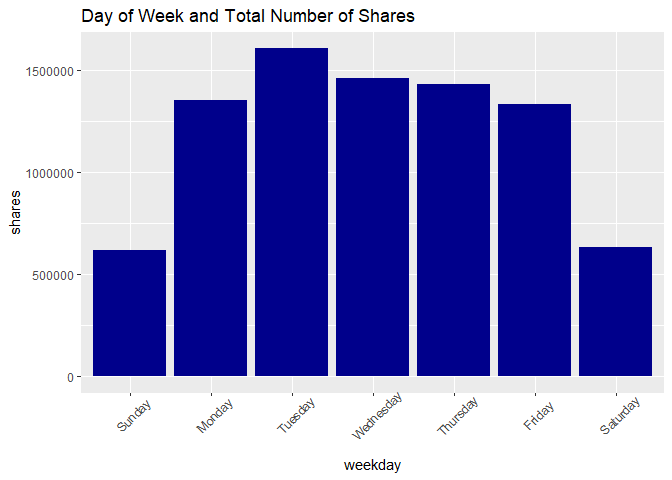 Day of Week and Total Number of Shares
1500000
1000000
500000
0
shares
Sunday
Monday
Tuesday
Wednesday
Thursday
Friday
Saturday
weekday